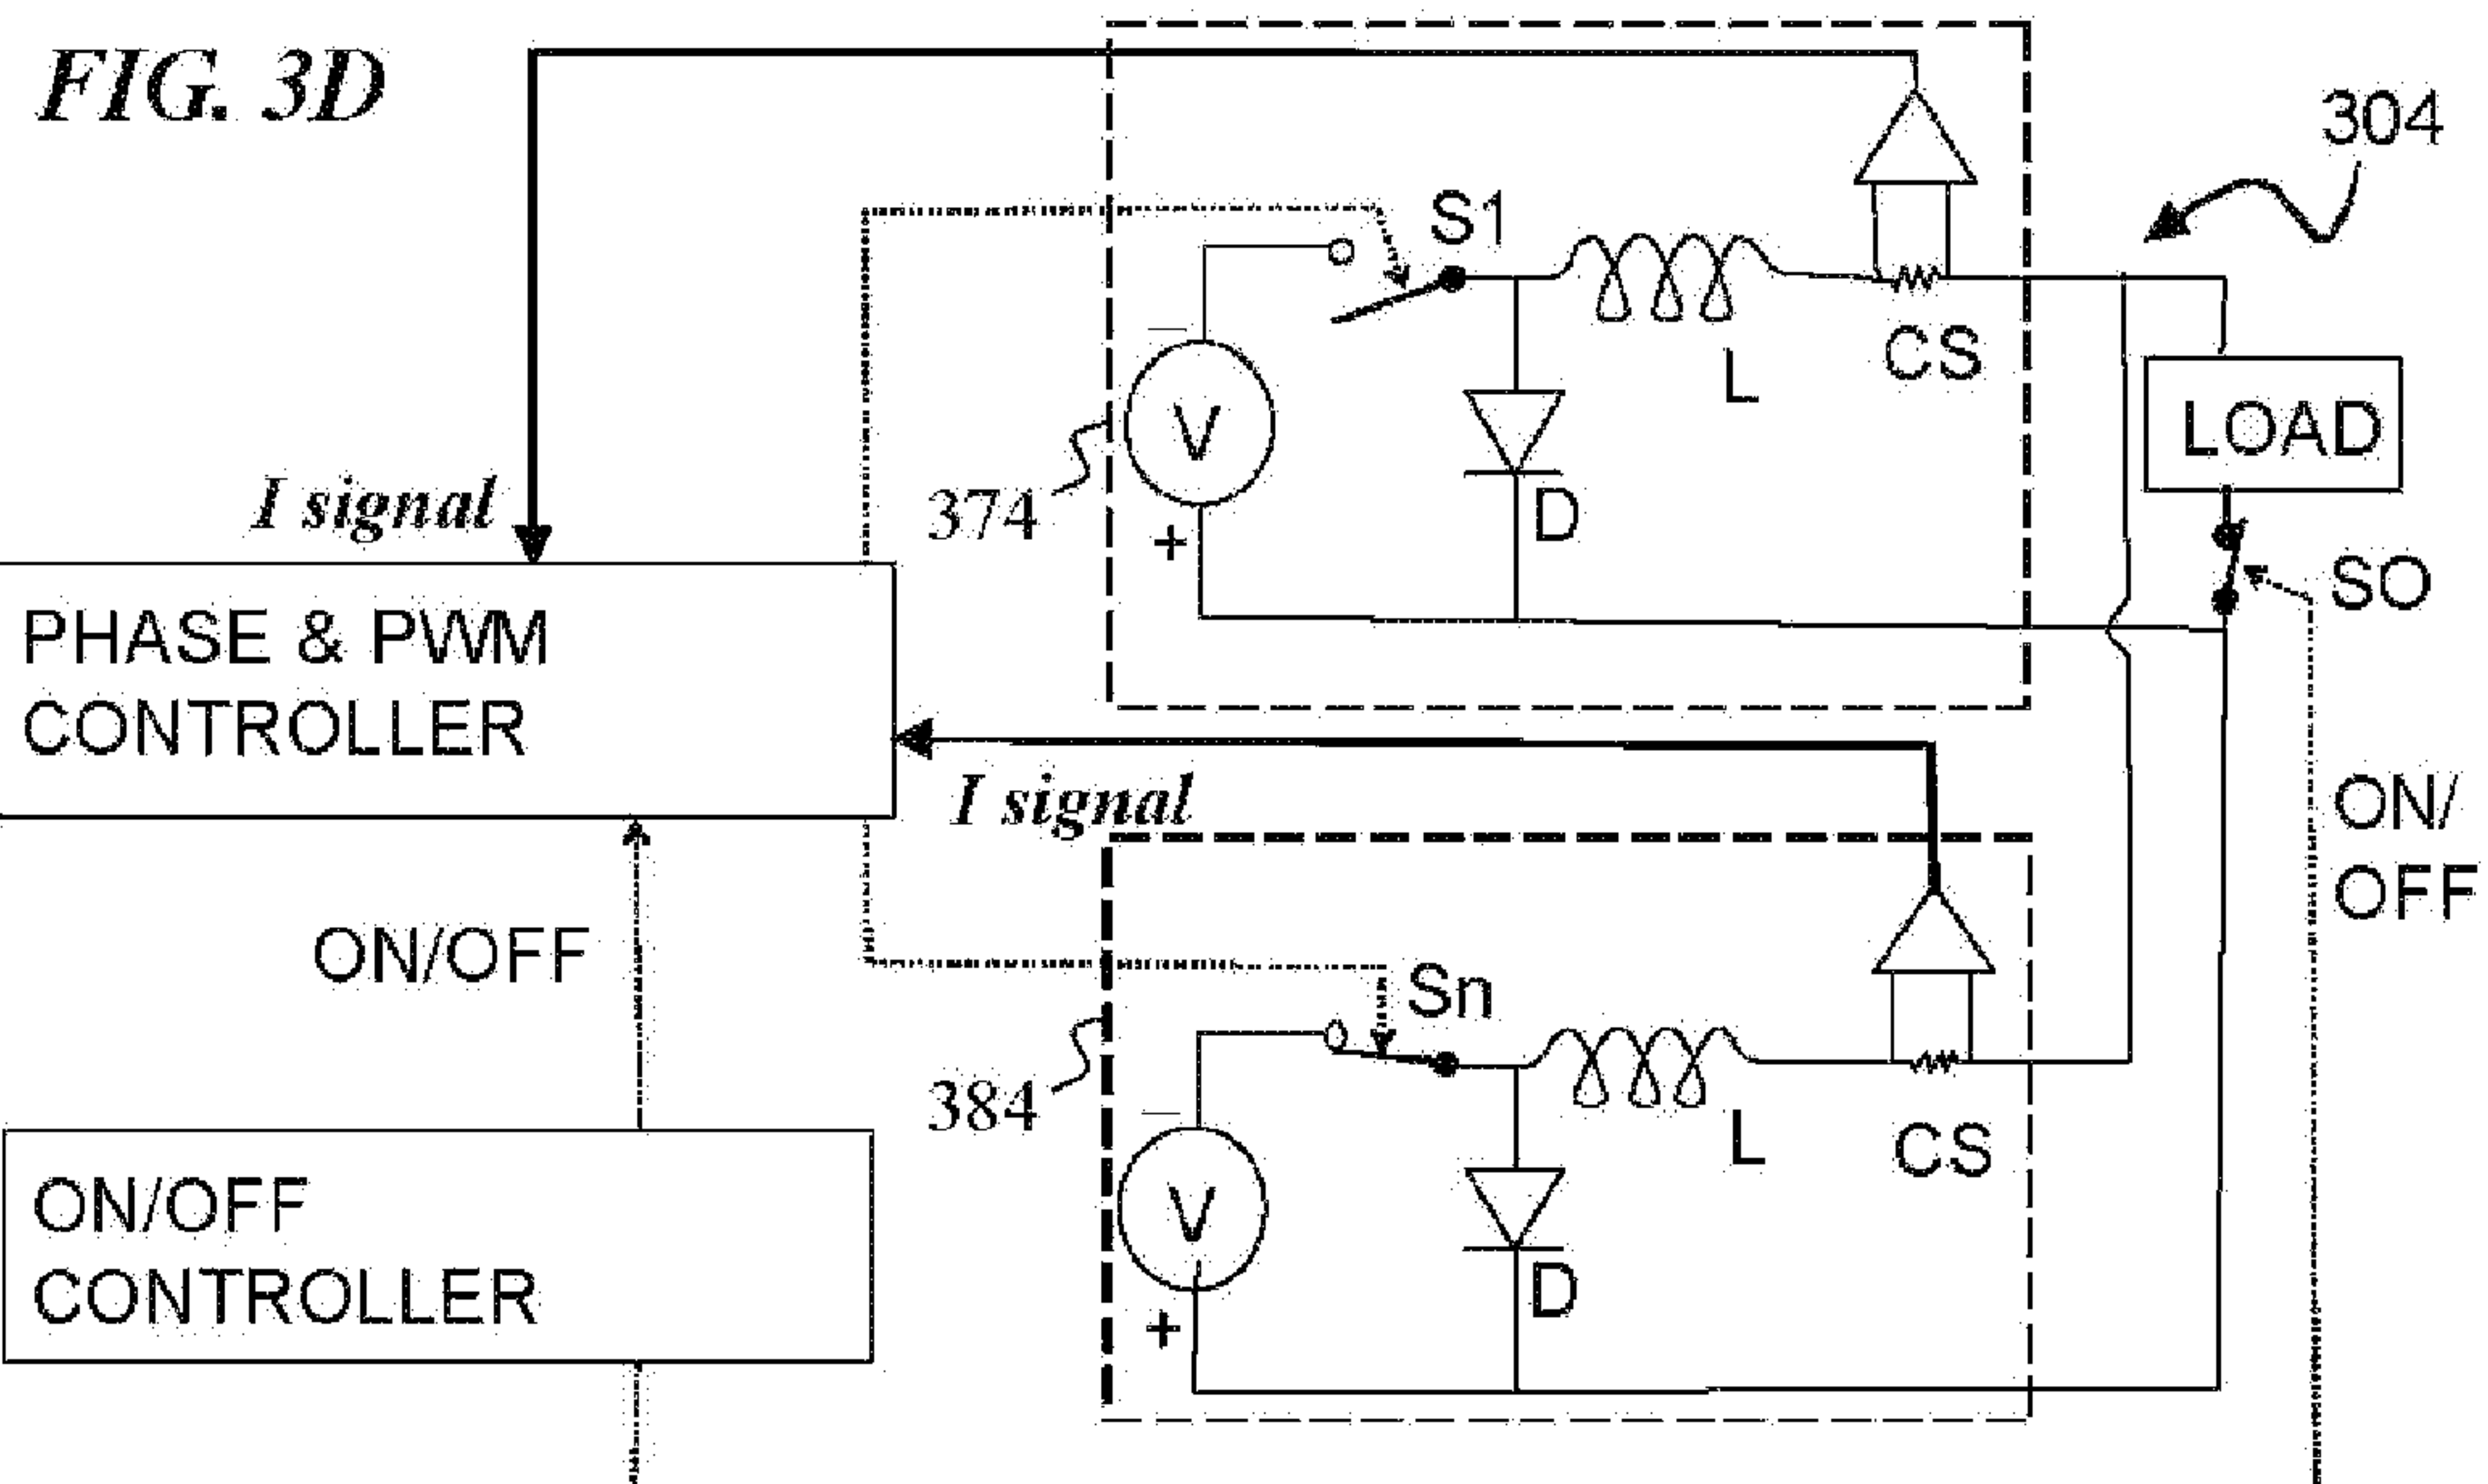 FIG. 3D
304
S1
CS
L
LOAD
V
374
D
I signal
+
SO
PHASE & PWM
CONTROLLER
I signal
ON/
OFF
ON/OFF
Sn
384
L
CS
V
ON/OFF
CONTROLLER
D
+